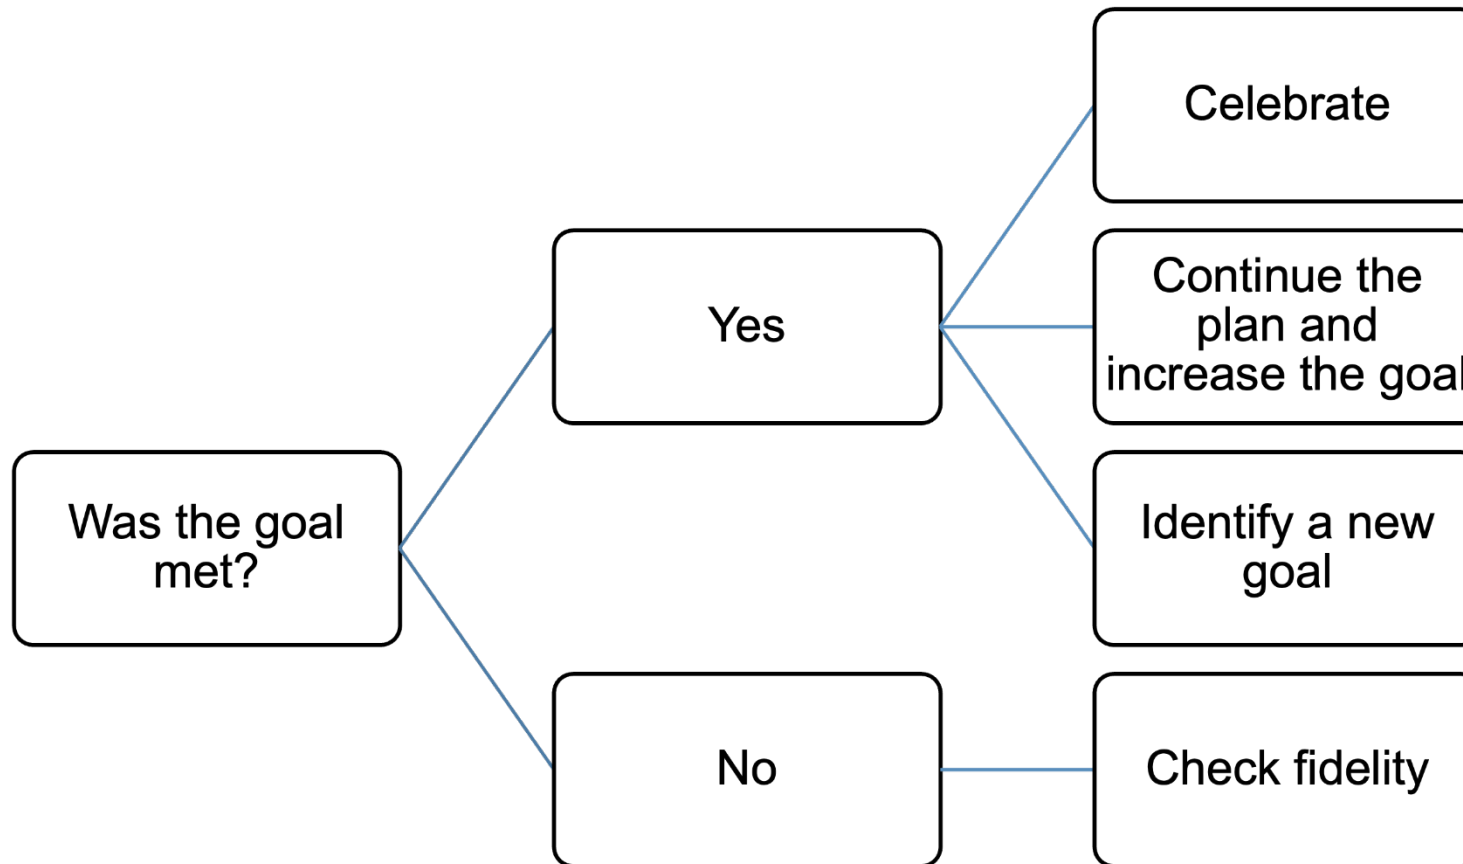 Was the goal
met?
Yes
No
Celebrate
Continue the
plan and
increase the goal
Identify a new
goal
Check fidelity